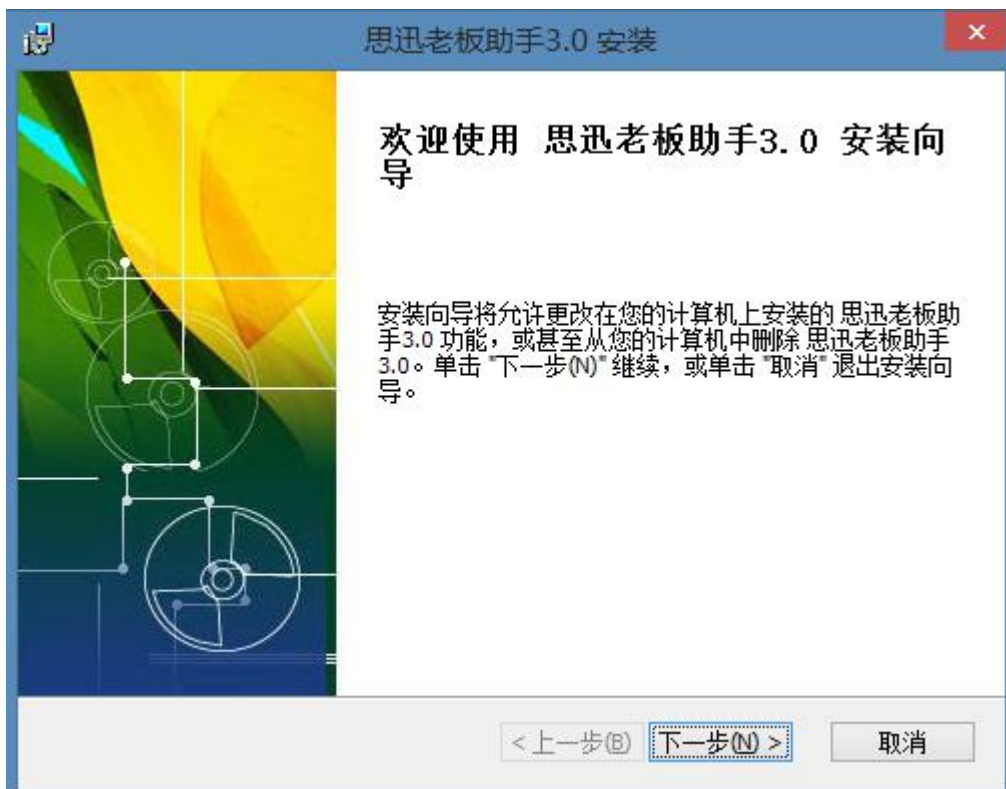 思迅老板助手3.0 安装
欢迎使用 思迅老板助手3.0 安装向
导
安装向导将允许更改在您的计算机上安装的 思迅老板助
手3.0 功能，或甚至从您的计算机中删除 思迅老板助手
3.0。单击 "下一步(N)" 继续，或单击 "取消" 退出安装向
导。
<上一步(B) 下一步(N) > 取消